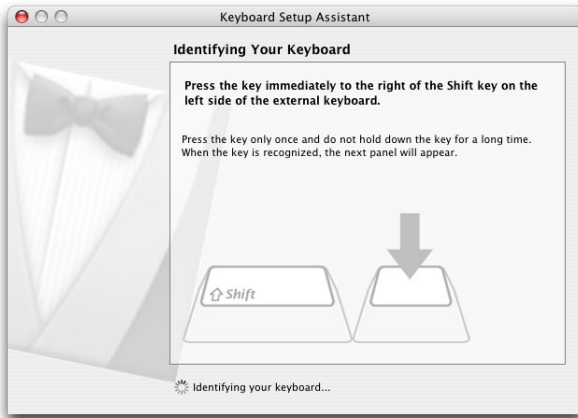 Keyboard Setup Assistant
Identifying Your Keyboard
Press the key immediately to the right of the Shift key on the
left side of the external keyboard.
Press the key only once and do not hold down the key for a long time.
When the key is recognized, the next panel will appear.
Shift
Identifying your keyboard...